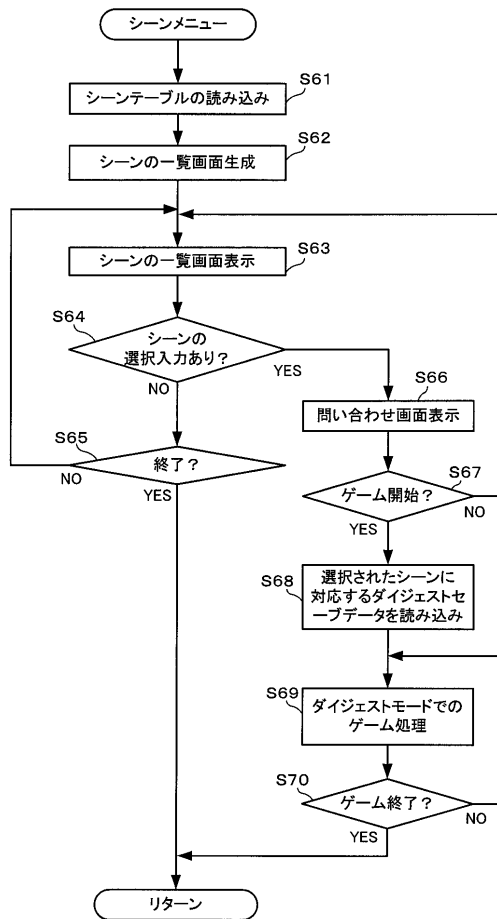 シーンメニュー
S61
シーンテーブルの読み込み
S62
シーンの一覧画面生成
S63
シーンの一覧画面表示
S64
シーンの
選択入力あり?
YES
NO
S66
問い合わせ画面表示
S65
終了?
NO
YES
S67
ゲーム開始?
NO
YES
S68
選択されたシーンに
対応するダイジェストセ
ーブデータを読み込み
S69
ダイジェストモードでの
ゲーム処理
S70
ゲーム終了?
NO
YES
リターン